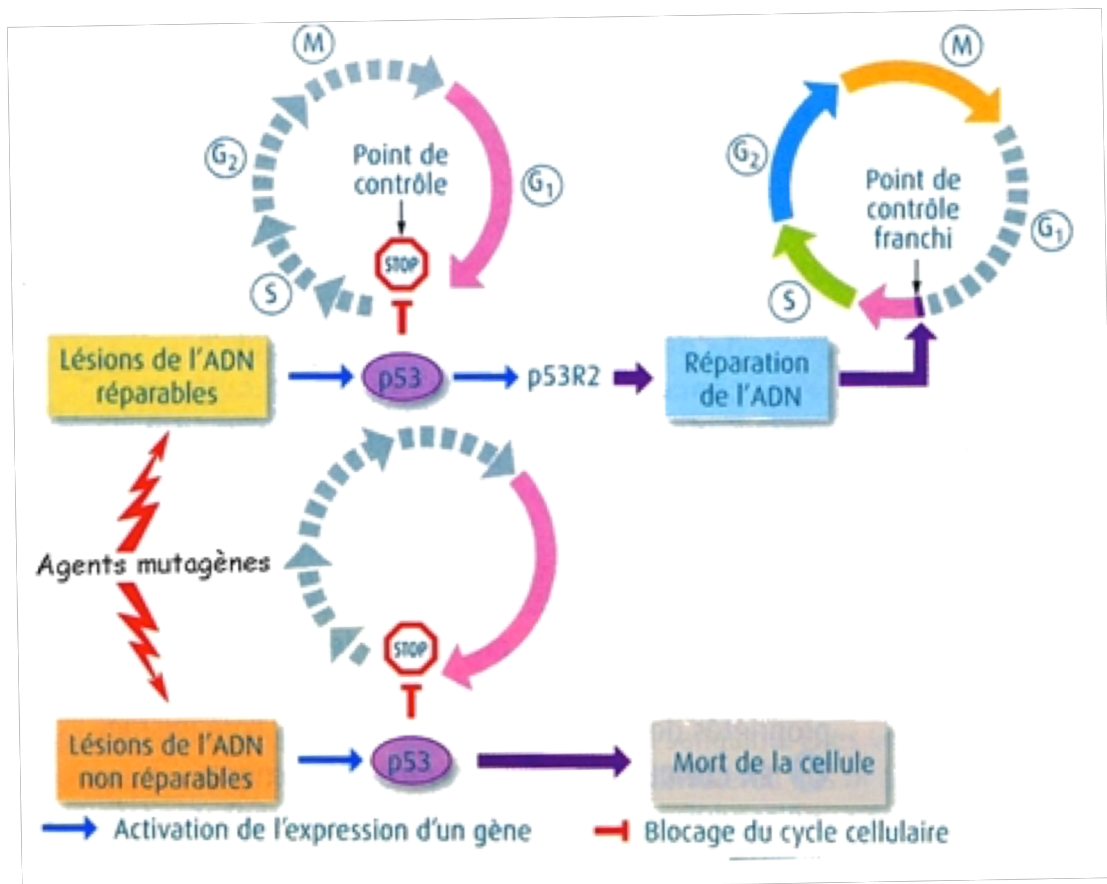 M
M
G2
Point de
contrôle
G1
STOP
S
G2
Point de
contrôle
franchi
G1
S
Lésions de l'ADN
réparables
p53
p53R2
Réparation
de l'ADN
Agents mutagènes
STOP
Lésions de l'ADN
non réparables
p53
Mort de la cellule
Activation de l'expression d'un gène
Blocage du cycle cellulaire